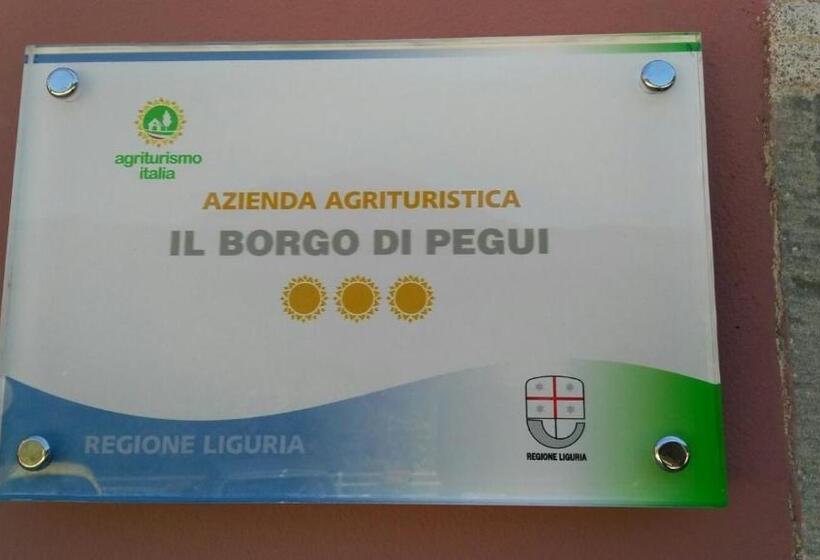 agriturismo
italia
AZIENDA AGRITURISTICA
IL BORGO DI PEGUI
REGIONE LIGURIA
REGIONE LIGURIA